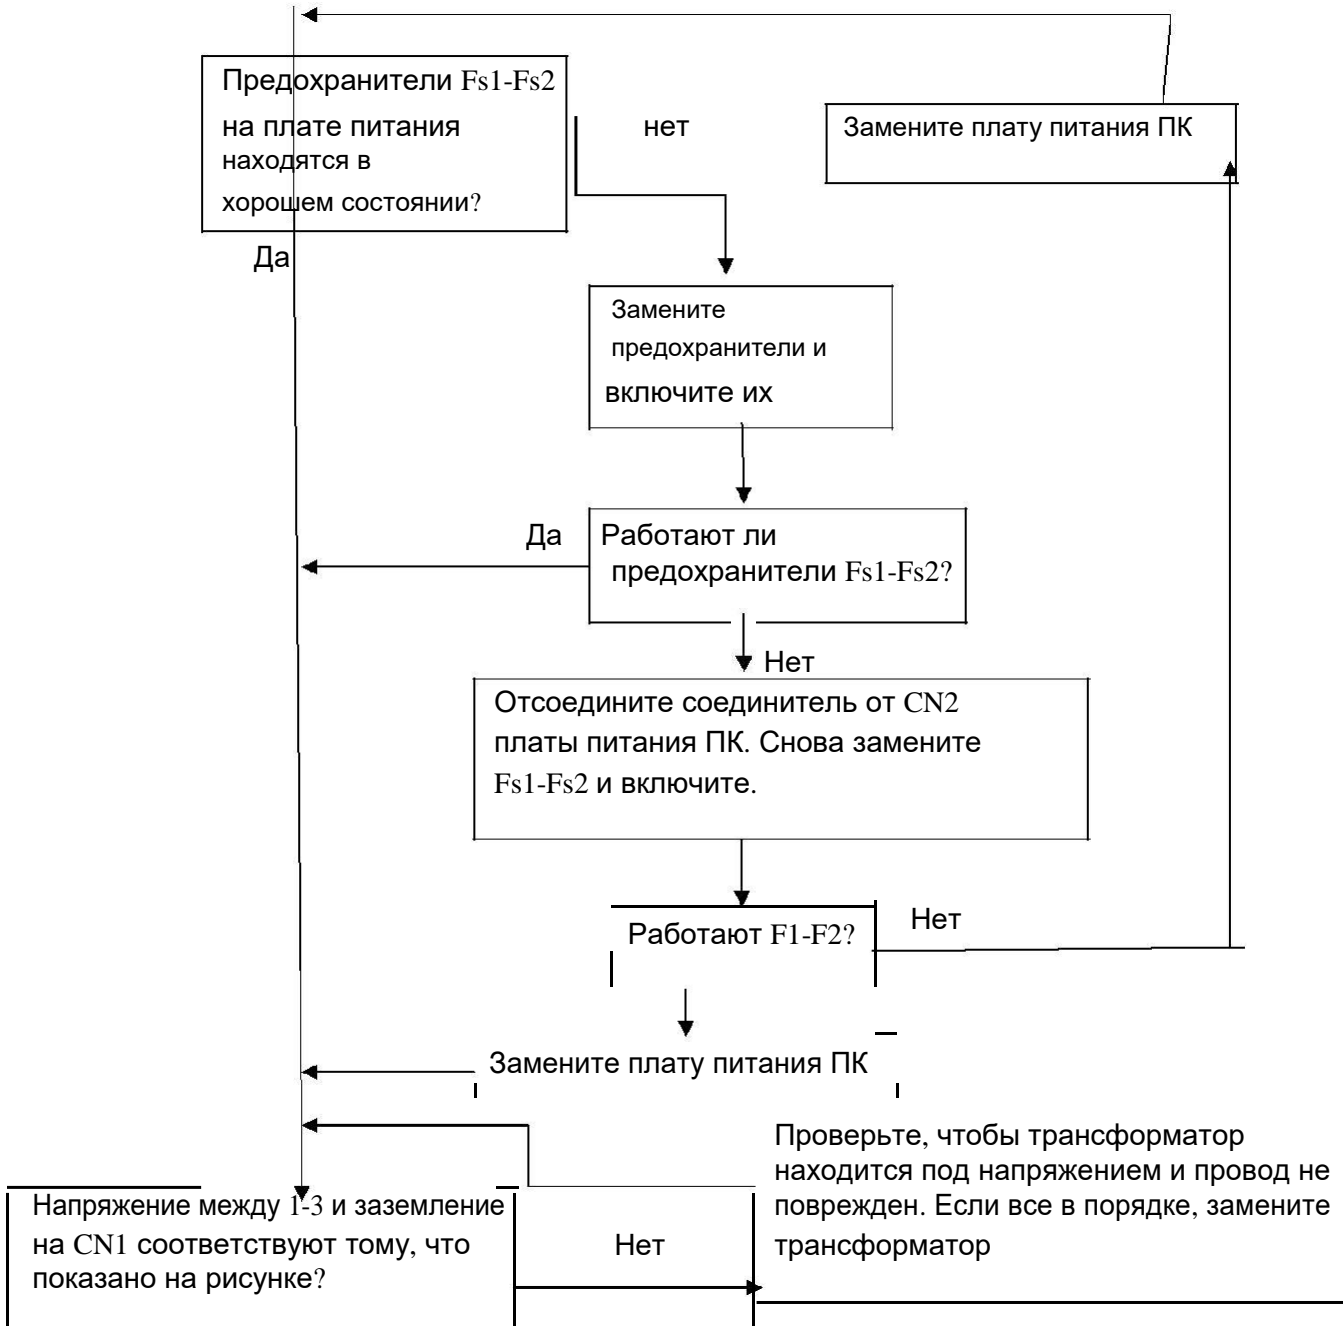 Предохранители Fs1-Fs2
на плате питания
находятся в
хорошем состоянии?
нет
Замените плату питания ПК
Да
Замените
предохранители и
включите их
Да
Работают ли
предохранители Fs1-Fs2?
Нет
Отсоедините соединитель от CN2
платы питания ПК. Снова замените
Fs1-Fs2 и включите.
Работают F1-F2?
Нет
Замените плату питания ПК
Напряжение между 1-3 и заземление
на CN1 соответствуют тому, что
показано на рисунке?
Нет
Проверьте, чтобы трансформатор
находится под напряжением и провод не
поврежден. Если все в порядке, замените
трансформатор